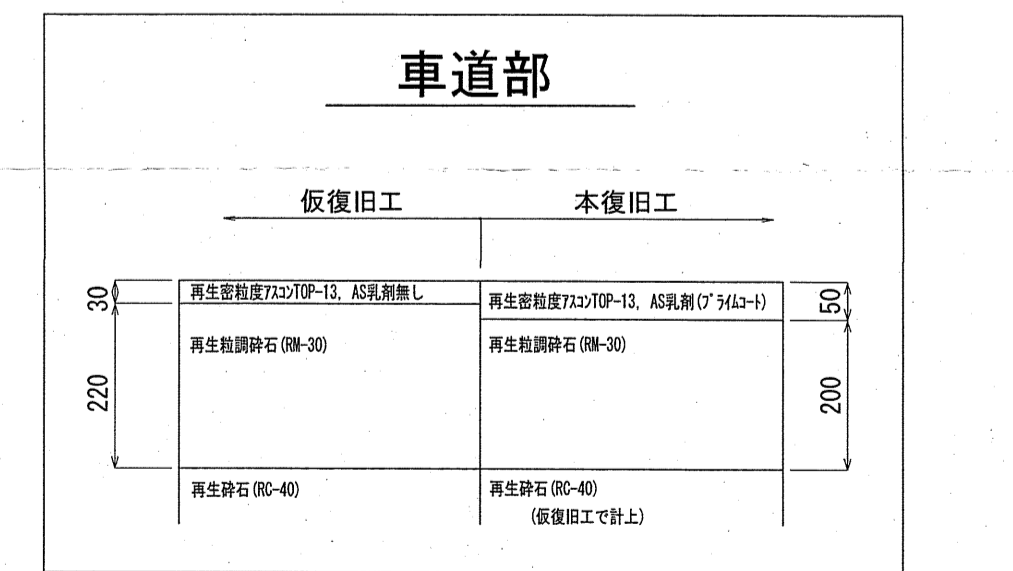 車道部
仮復旧工
本復旧工
30
再生密粒度ｱｽｺﾝTOP-13, AS乳剤無し
再生密粒度ｱｽｺﾝTOP-13, AS乳剤(ﾌﾟﾗｲﾑｺｰﾄ)
50
再生粒調砕石(RM-30)
再生粒調砕石(RM-30)
220
200
再生砕石(RC-40)
再生砕石(RC-40)
(仮復旧工で計上)